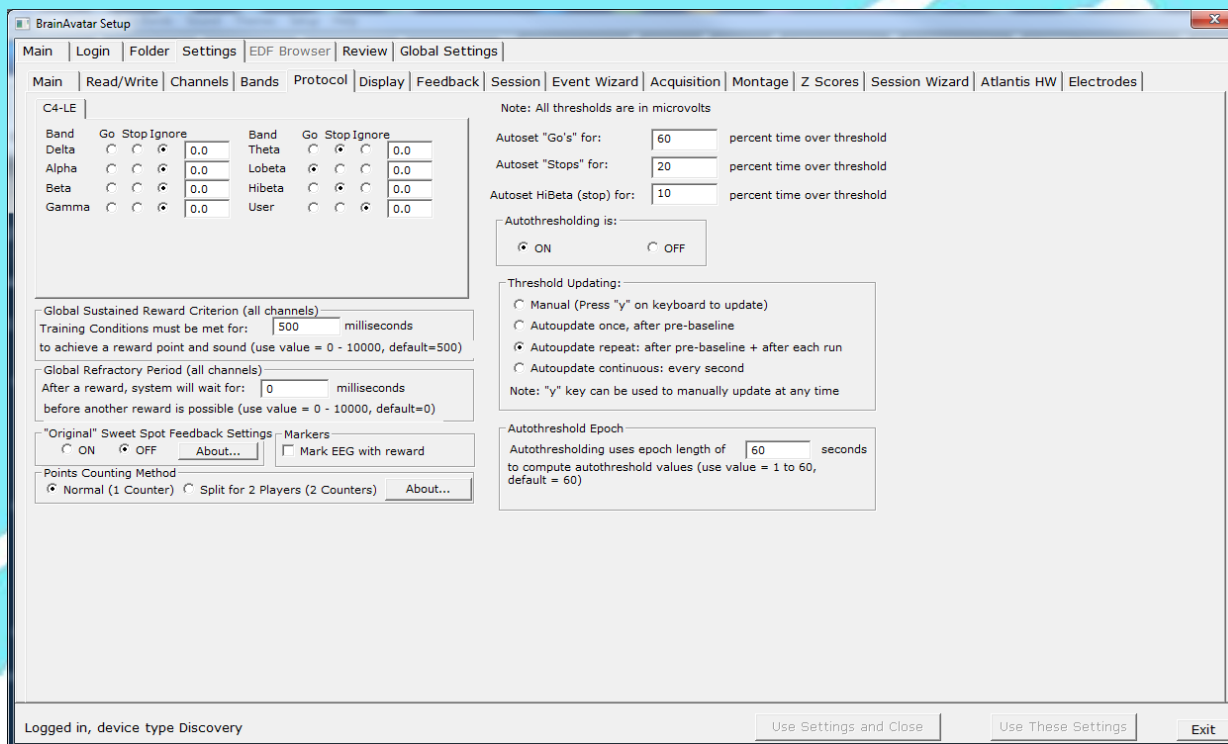 BrainAvatar Setup
Main Login Folder Settings EDF Browser Review Global Settings
Main Read/Write Channels Bands Protocol Display Feedback Session Event Wizard Acquisition Montage Z Scores Session Wizard Atlantis HW Electrodes
C4-LE
Band Go Stop Ignore Band Go Stop Ignore
Delta 0.0 Theta 0.0
Alpha 0.0 Lobeta 0.0
Beta 0.0 Hibeta 0.0
Gamma 0.0 User 0.0
Global Sustained Reward Criterion (all channels)
Training Conditions must be met for: 500 milliseconds
to achieve a reward point and sound (use value = 0 - 10000, default=500)
Global Refractory Period (all channels)
After a reward, system will wait for: 0 milliseconds
before another reward is possible (use value = 0 - 10000, default=0)
"Original" Sweet Spot Feedback Settings
ON OFF About...
Markers
Mark EEG with reward
Points Counting Method
Normal (1 Counter) Split for 2 Players (2 Counters) About...
Note: All thresholds are in microvolts
Autoset "Go's" for: 60 percent time over threshold
Autoset "Stops" for: 20 percent time over threshold
Autoset HiBeta (stop) for: 10 percent time over threshold
Autothresholding is:
ON OFF
Threshold Updating:
Manual (Press "y" on keyboard to update)
Autoupdate once, after pre-baseline
Autoupdate repeat: after pre-baseline + after each run
Autoupdate continuous: every second
Note: "y" key can be used to manually update at any time
Autothreshold Epoch
Autothresholding uses epoch length of 60 seconds
to compute autothreshold values (use value = 1 to 60,
default = 60)
Logged in, device type Discovery
Use Settings and Close Use These Settings Exit